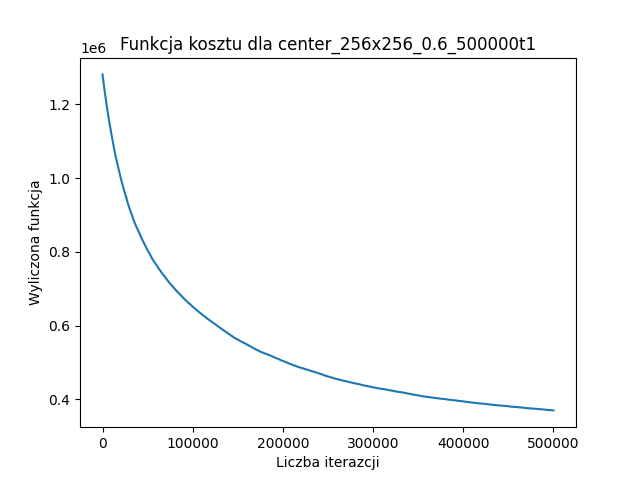 Funkcja kosztu dla center_256x256_0.6_500000t1
1e6
1.2
1.0
0.8
0.6
0.4
Wyliczona funkcja
0 100000 200000 300000 400000 500000
Liczba iterazcji